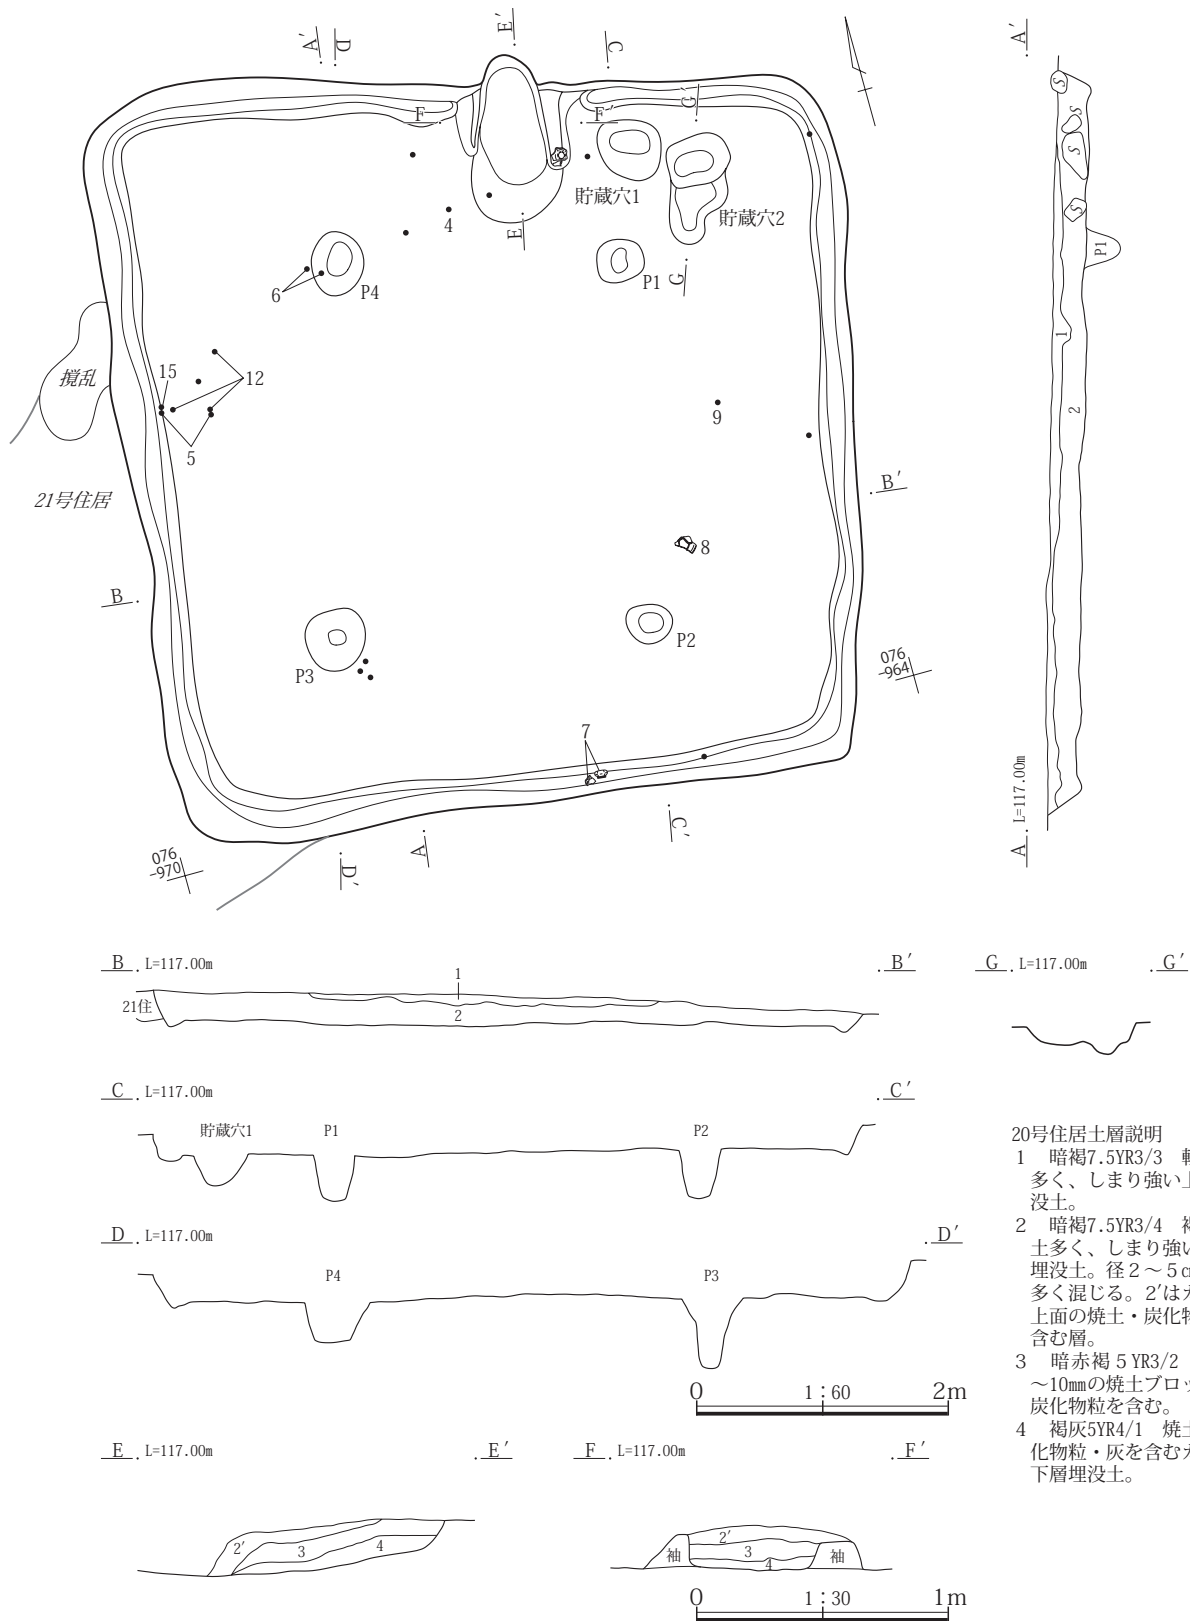 A′
D
E′
C
A′
F
F′
G′
S
S
S
S
貯蔵穴1
貯蔵穴2
4
E
P1
6
P4
P1
G
撹乱
15
12
1
9
2
5
21号住居
B′
8
B
P2
P3
076
-964
7
A L=117.00m
C′
A
D′
076
-970
B L=117.00m
B′
G L=117.00m
G′
1
21住
2
C L=117.00m
C′
貯蔵穴1
P1
P2
D L=117.00m
D′
P4
P3
20号住居土層説明
1 暗褐7.5YR3/3
多く、しまり強い
没土。
2 暗褐7.5YR3/4
土多く、しまり強い
埋没土。径2～5
多く混じる。2′は
上面の焼土・炭化物
含む層。
3 暗赤褐5YR3/2
～10㎜の焼土ブロッ
炭化物粒を含む。
4 褐灰5YR4/1 焼土
化物粒・灰を含む
下層埋没土。
0 1：60 2m
E L=117.00m
E′
F L=117.00m
F′
2′
3
4
袖
2′
3
4
袖
0 1：30 1m